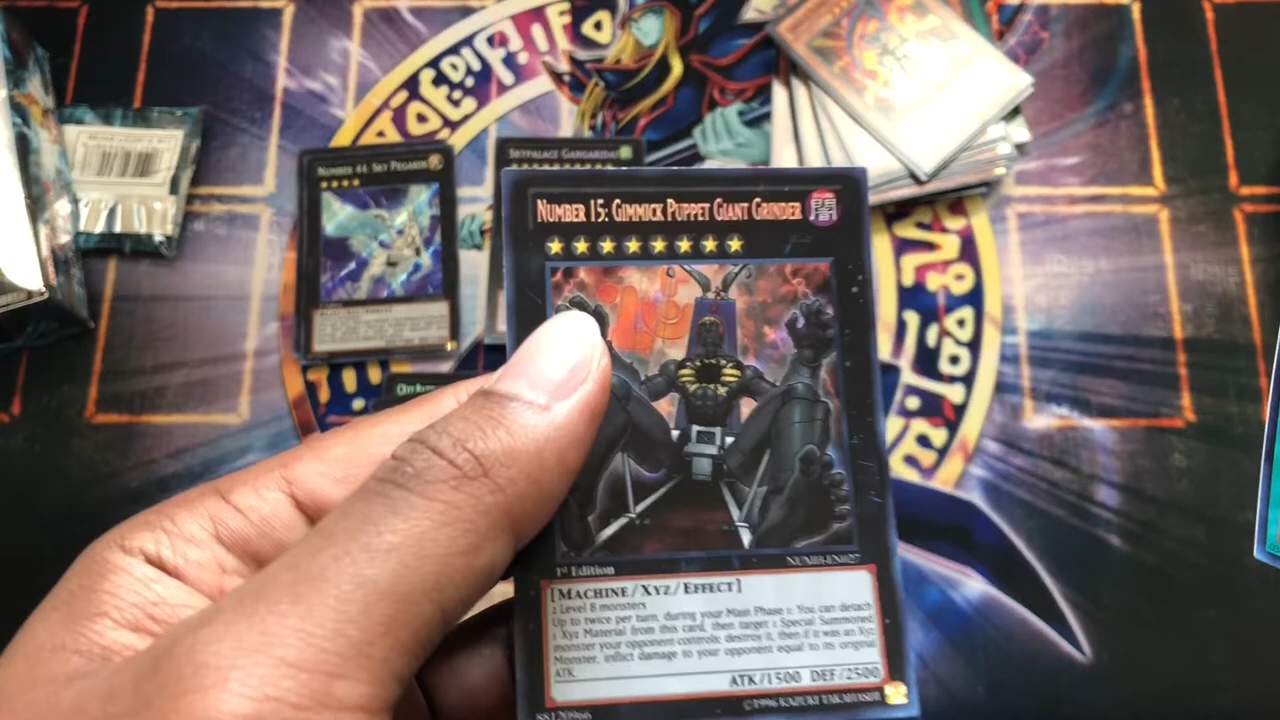 NUMBER 44: SKY PEGASUS
SKYPALACE GANGARIDAI
NUMBER 15: GIMMICK PUPPET GIANT GRINDER
闇
1st Edition
NUMH-EN027
[MACHINE/XYZ/EFFECT]
2 Level 8 monsters
Up to twice per turn, during your Main Phase 1: You can detach
1 Xyz Material from this card, then target 1 Special Summoned
monster your opponent controls; destroy it, then if it was an Xyz
Monster, inflict damage to your opponent equal to its original
ATK.
ATK/1500 DEF/2500
88120966
©1996 KAZUKI TAKAHASHI